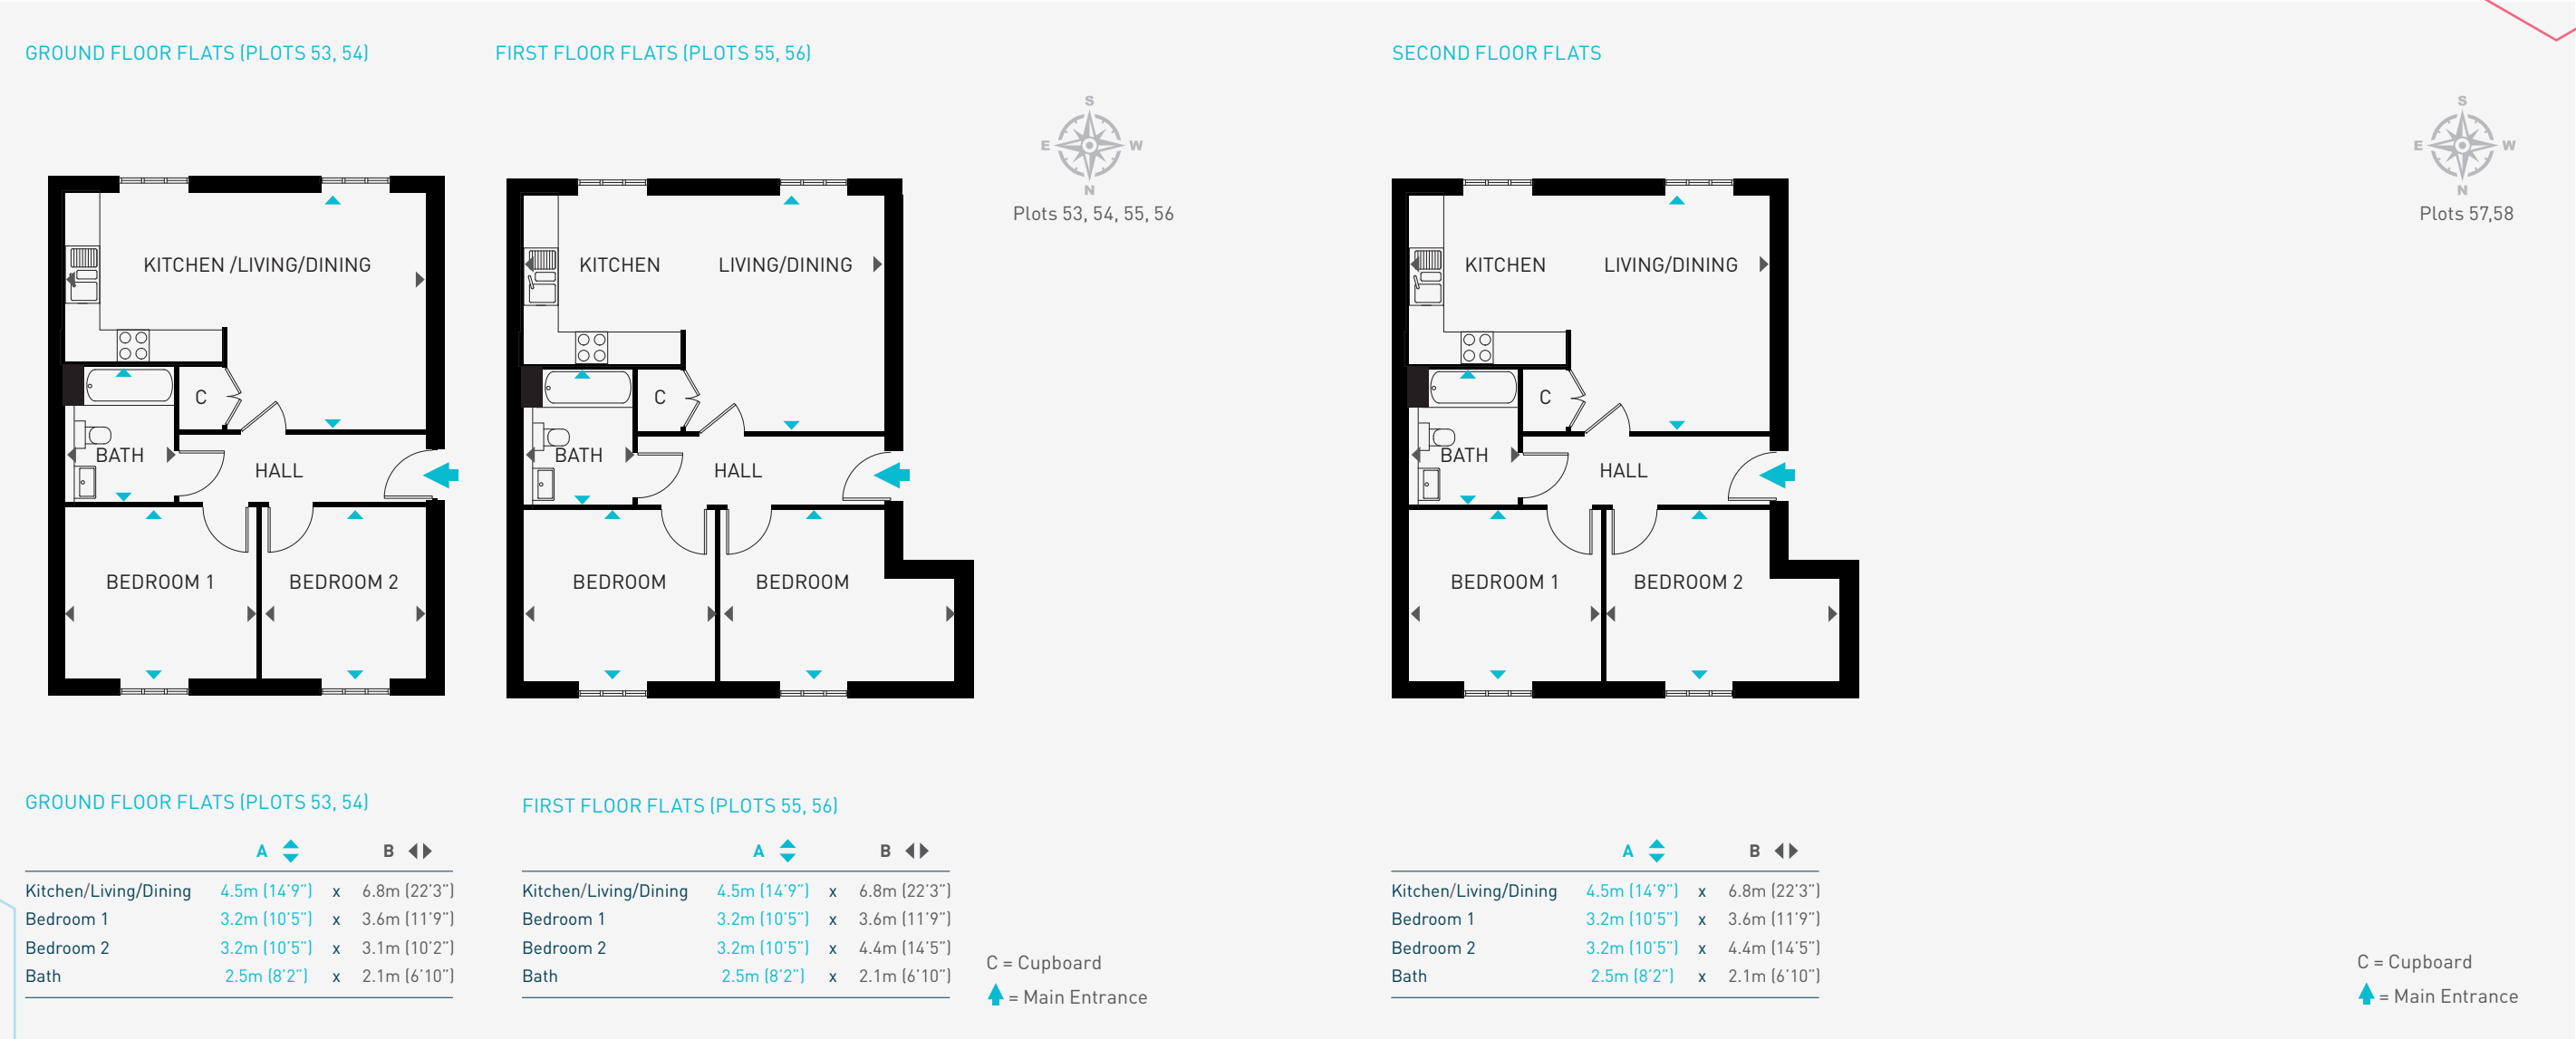 GROUND FLOOR FLATS (PLOTS 53, 54)
FIRST FLOOR FLATS (PLOTS 55, 56)
SECOND FLOOR FLATS
S
E W
N
Plots 53, 54, 55, 56
S
E W
N
Plots 57,58
KITCHEN /LIVING/DINING
C
BATH
HALL
BEDROOM 1
BEDROOM 2
KITCHEN
LIVING/DINING
C
BATH
HALL
BEDROOM
BEDROOM
KITCHEN
LIVING/DINING
C
BATH
HALL
BEDROOM 1
BEDROOM 2
GROUND FLOOR FLATS (PLOTS 53, 54)
A B
Kitchen/Living/Dining 4.5m (14'9") x 6.8m (22'3")
Bedroom 1 3.2m (10'5") x 3.6m (11'9")
Bedroom 2 3.2m (10'5") x 3.1m (10'2")
Bath 2.5m (8'2") x 2.1m (6'10")
FIRST FLOOR FLATS (PLOTS 55, 56)
A B
Kitchen/Living/Dining 4.5m (14'9") x 6.8m (22'3")
Bedroom 1 3.2m (10'5") x 3.6m (11'9")
Bedroom 2 3.2m (10'5") x 4.4m (14'5")
Bath 2.5m (8'2") x 2.1m (6'10")
C = Cupboard
= Main Entrance
A B
Kitchen/Living/Dining 4.5m (14'9") x 6.8m (22'3")
Bedroom 1 3.2m (10'5") x 3.6m (11'9")
Bedroom 2 3.2m (10'5") x 4.4m (14'5")
Bath 2.5m (8'2") x 2.1m (6'10")
C = Cupboard
= Main Entrance